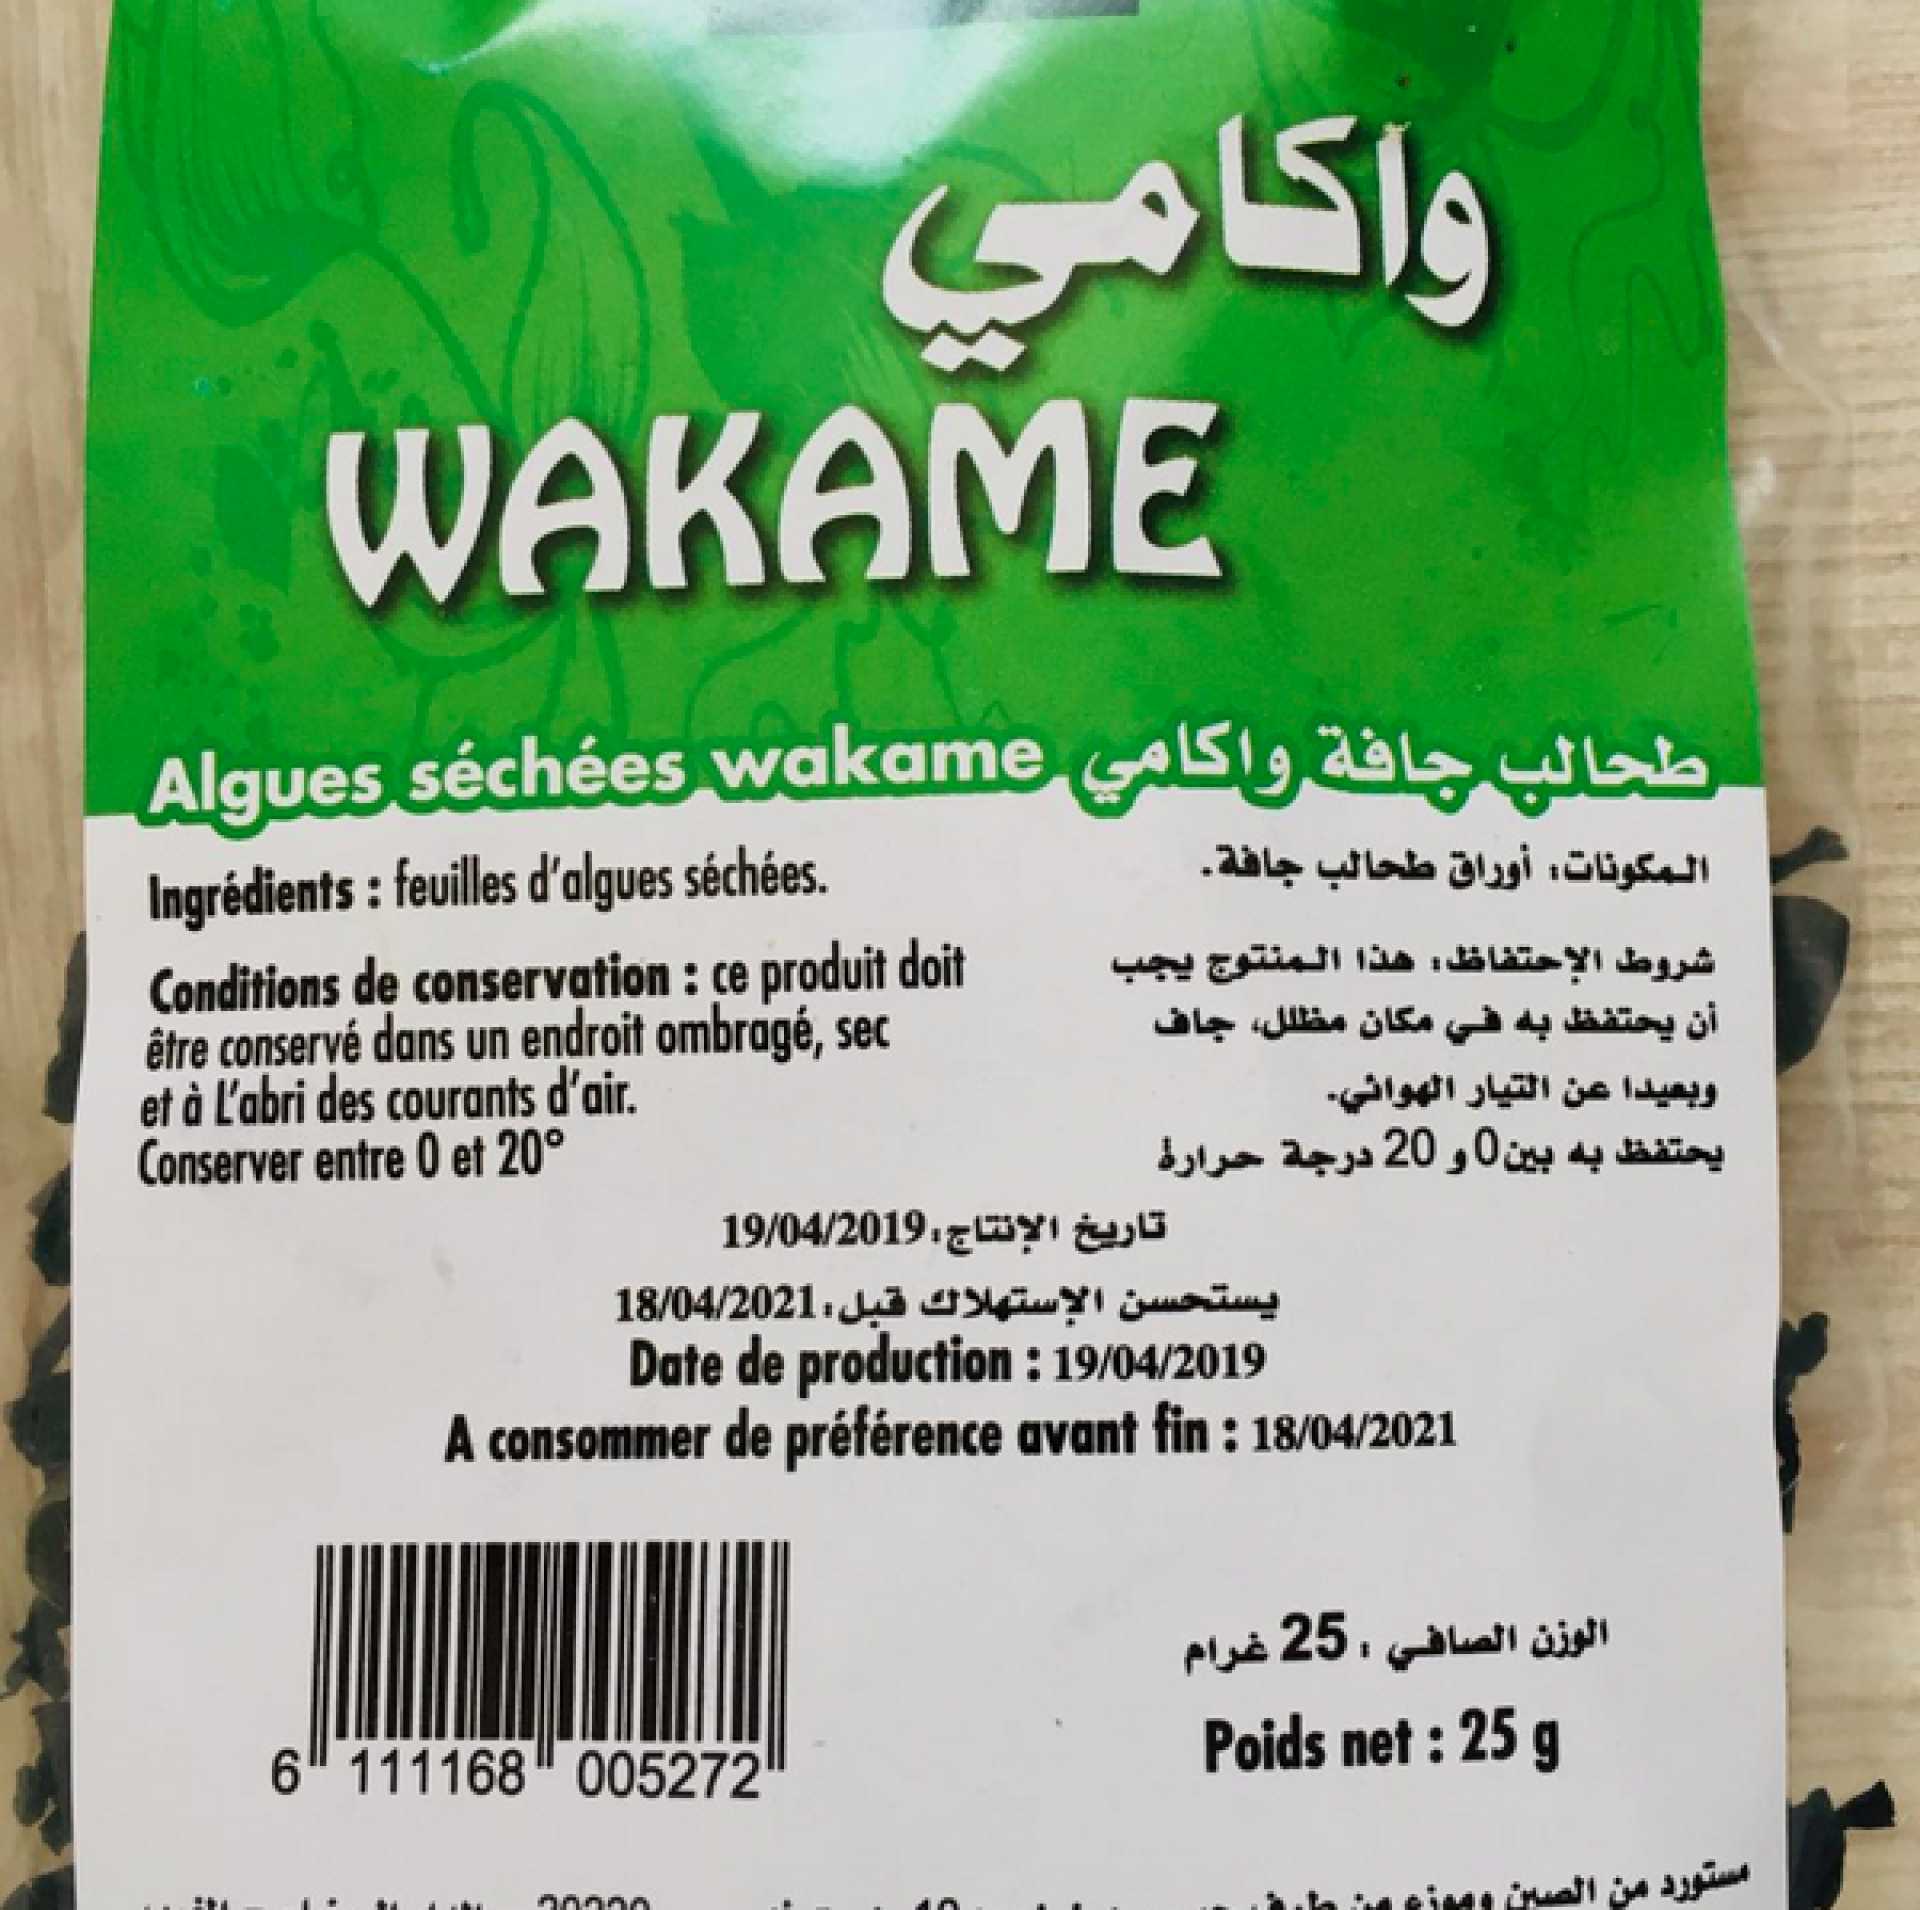 واكامي
WAKAME
Algues séchées wakame طحالب جافة واكامي
Ingrédients : feuilles d'algues séchées.
المكونات: أوراق طحالب جافة.
Conditions de conservation : ce produit doit
être conservé dans un endroit ombragé, sec
et à L'abri des courants d'air.
Conserver entre 0 et 20°
شروط الإحتفاظ: هذا المنتوج يجب
أن يحتفظ به في مكان مظلل، جاف
وبعيدا عن التيار الهوائي.
يحتفظ به بين 0 و 20 درجة حرارة
تاريخ الإنتاج: 19/04/2019
يستحسن الإستهلاك قبل: 18/04/2021
Date de production : 19/04/2019
A consommer de préférence avant fin : 18/04/2021
6 111168 005272
الوزن الصافي : 25 غرام
Poids net : 25 g
مستورد من الصين وموزع من طرف